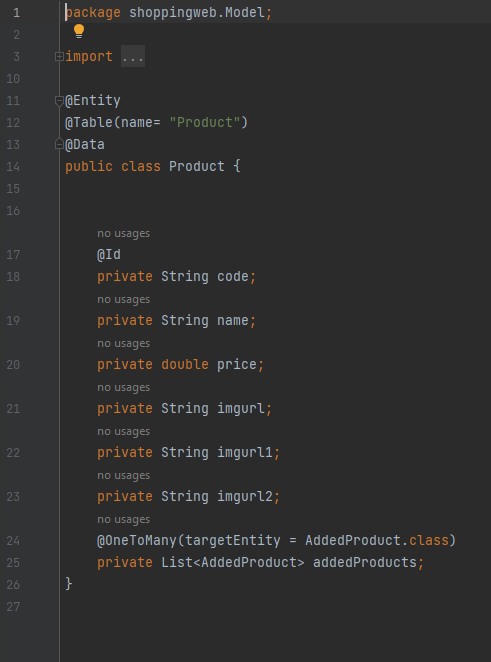 1 package shoppingweb.Model;
2
3 import ...
10
11 @Entity
12 @Table(name= "Product")
13 @Data
14 public class Product {
15
16
no usages
17 @Id
18 private String code;
no usages
19 private String name;
no usages
20 private double price;
no usages
21 private String imgurl;
no usages
22 private String imgurl1;
no usages
23 private String imgurl2;
no usages
24 @OneToMany(targetEntity = AddedProduct.class)
25 private List<AddedProduct> addedProducts;
26 }
27